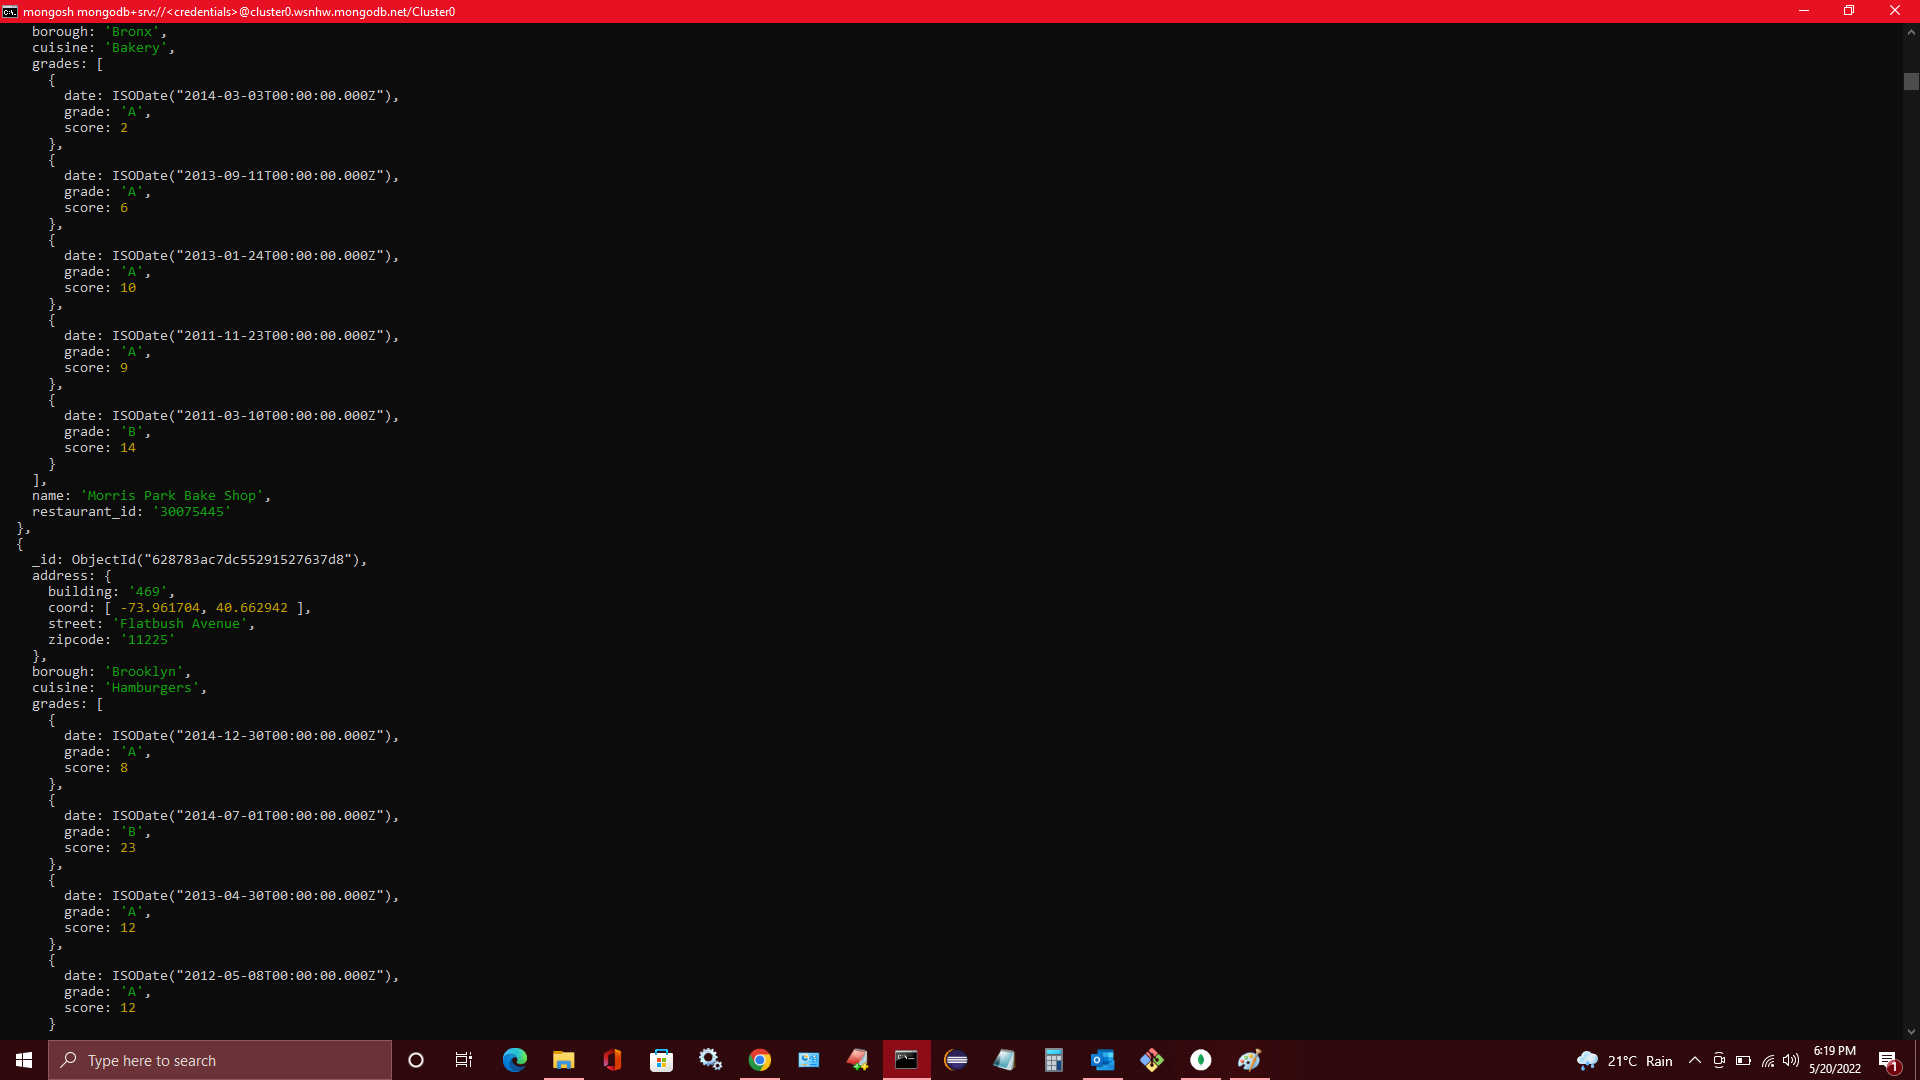 mongosh mongodb+srv://<credentials>@cluster0.wsnhw.mongodb.net/Cluster0
borough: 'Bronx',
cuisine: 'Bakery',
grades: [
{
date: ISODate("2014-03-03T00:00:00.000Z"),
grade: 'A',
score: 2
},
{
date: ISODate("2013-09-11T00:00:00.000Z"),
grade: 'A',
score: 6
},
{
date: ISODate("2013-01-24T00:00:00.000Z"),
grade: 'A',
score: 10
},
{
date: ISODate("2011-11-23T00:00:00.000Z"),
grade: 'A',
score: 9
},
{
date: ISODate("2011-03-10T00:00:00.000Z"),
grade: 'B',
score: 14
}
],
name: 'Morris Park Bake Shop',
restaurant_id: '30075445'
},
{
_id: ObjectId("628783ac7dc55291527637d8"),
address: {
building: '469',
coord: [ -73.961704, 40.662942 ],
street: 'Flatbush Avenue',
zipcode: '11225'
},
borough: 'Brooklyn',
cuisine: 'Hamburgers',
grades: [
{
date: ISODate("2014-12-30T00:00:00.000Z"),
grade: 'A',
score: 8
},
{
date: ISODate("2014-07-01T00:00:00.000Z"),
grade: 'B',
score: 23
},
{
date: ISODate("2013-04-30T00:00:00.000Z"),
grade: 'A',
score: 12
},
{
date: ISODate("2012-05-08T00:00:00.000Z"),
grade: 'A',
score: 12
}
Type here to search
21°C Rain
6:19 PM
5/20/2022
1